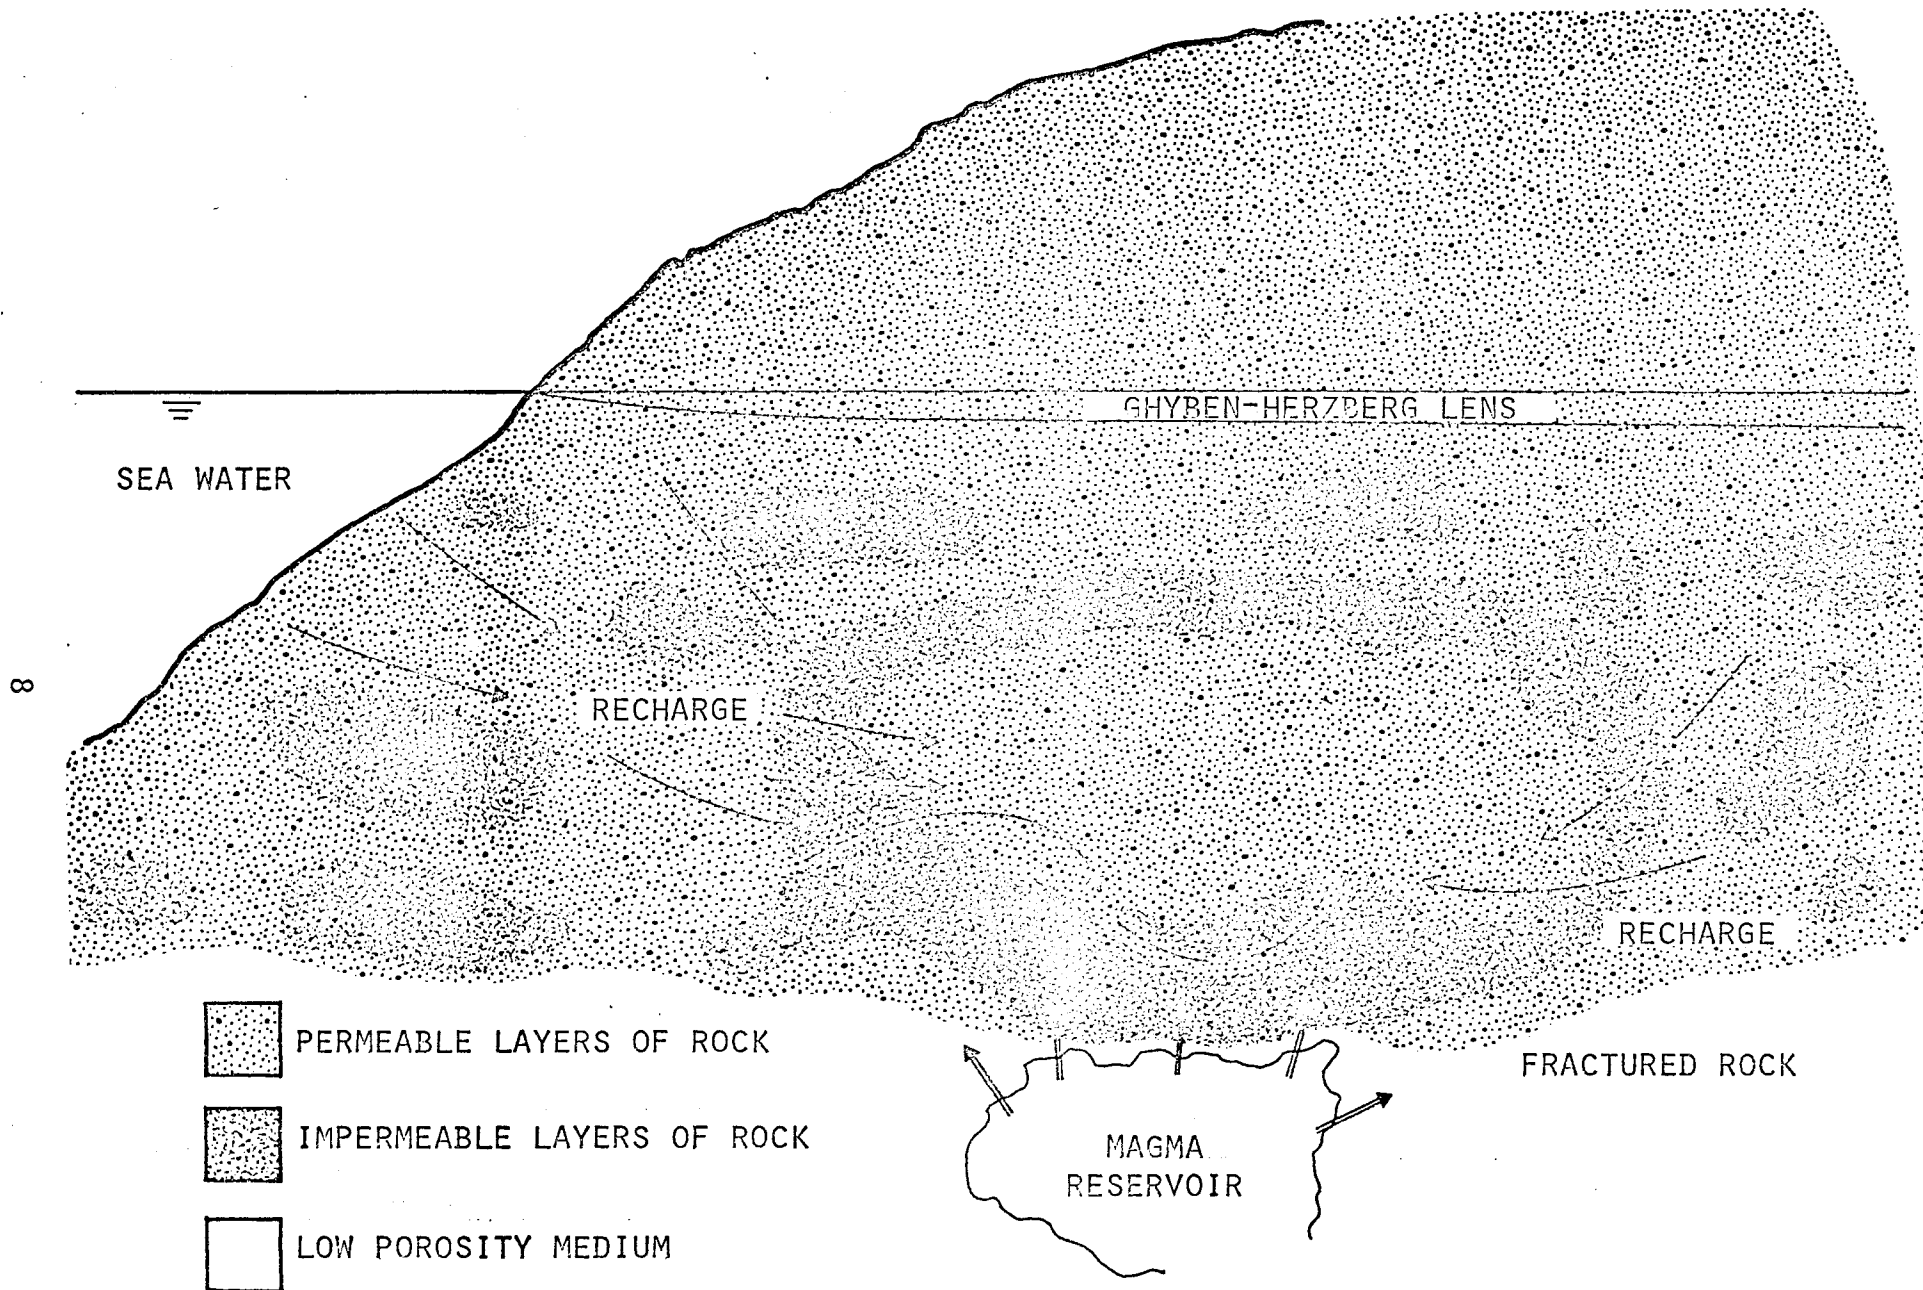 GHYBEN-HERZBERG LENS
SEA WATER
RECHARGE
8
RECHARGE
PERMEABLE LAYERS OF ROCK
FRACTURED ROCK
IMPERMEABLE LAYERS OF ROCK
MAGMA
RESERVOIR
LOW POROSITY MEDIUM